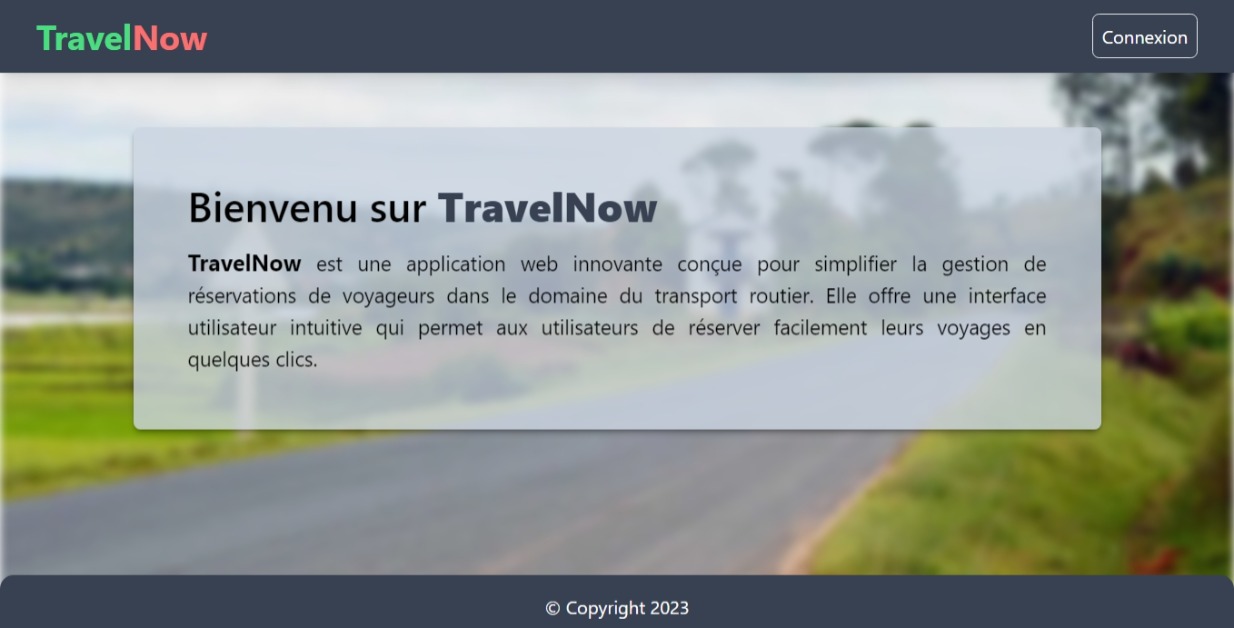 TravelNow
Connexion
Bienvenu sur TravelNow
TravelNow est une application web innovante conçue pour simplifier la gestion de
réservations de voyageurs dans le domaine du transport routier. Elle offre une interface
utilisateur intuitive qui permet aux utilisateurs de réserver facilement leurs voyages en
quelques clics.
© Copyright 2023